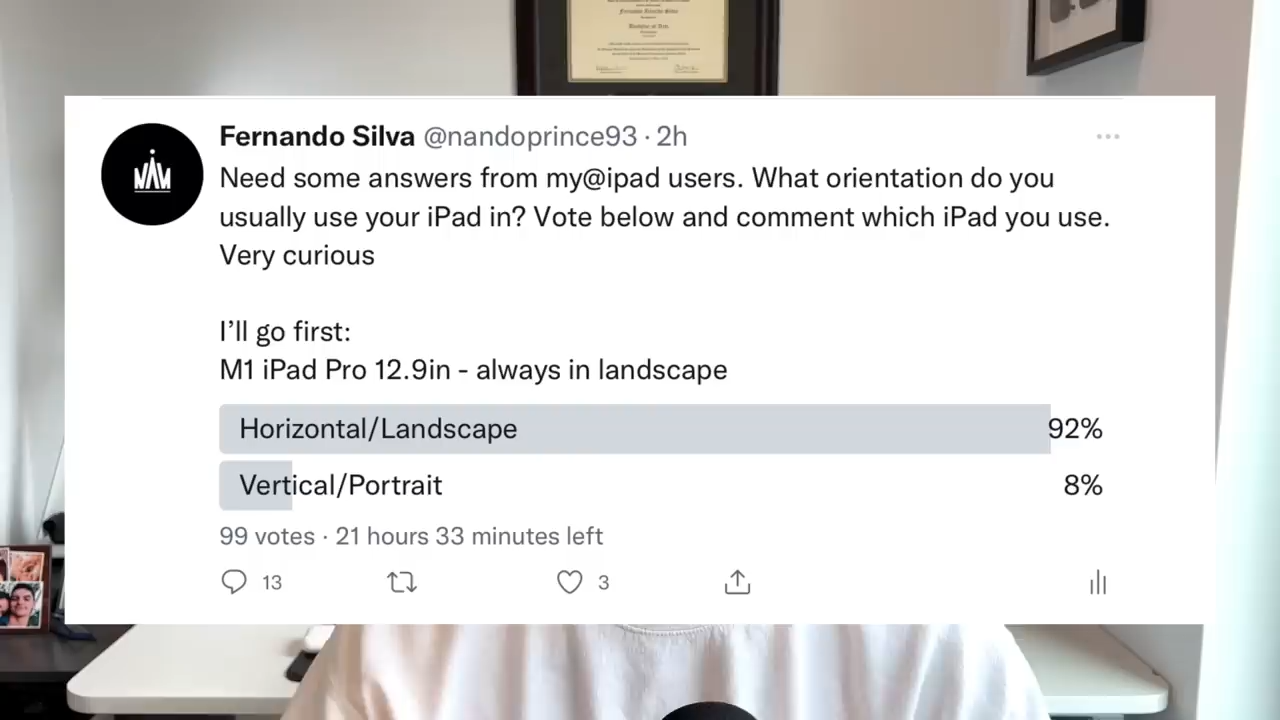 Fernando Silva @nandoprince93 · 2h
Need some answers from my@ipad users. What orientation do you
usually use your iPad in? Vote below and comment which iPad you use.
Very curious
I'll go first:
M1 iPad Pro 12.9in - always in landscape
Horizontal/Landscape 92%
Vertical/Portrait 8%
99 votes · 21 hours 33 minutes left
13 3